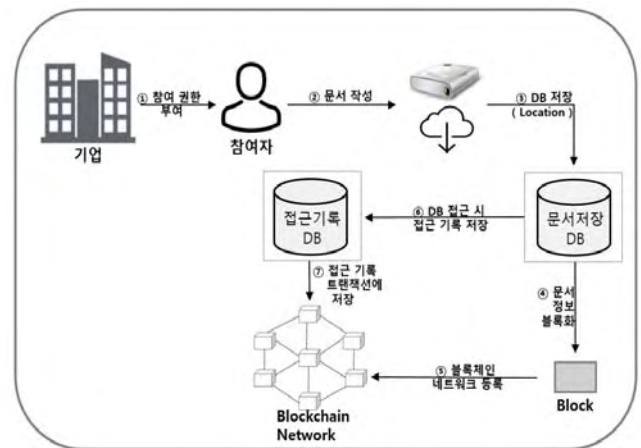 ① 참여 권한
부여
기업
참여자
② 문서 작성
③ DB 저장
( Location )
접근기록
DB
⑥ DB 접근 시
접근 기록 저장
문서저장
DB
⑦ 접근 기록
트랜잭션에
저장
④ 문서
정보
블록화
⑤ 블록체인
네트워크 등록
Block
Blockchain
Network